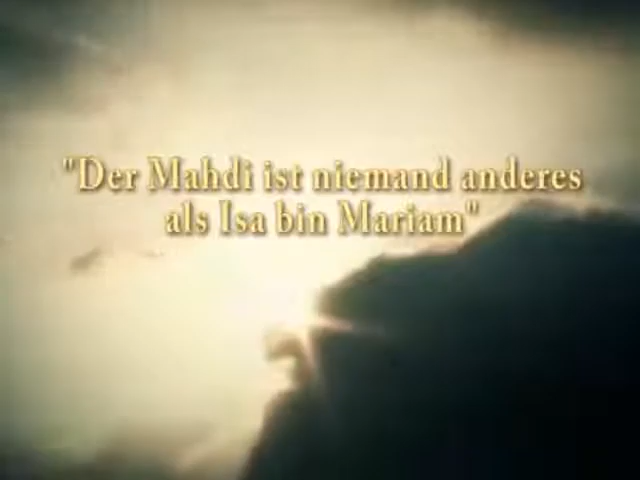 "Der Mahdi ist niemand anderes
als Isa bin Mariam"